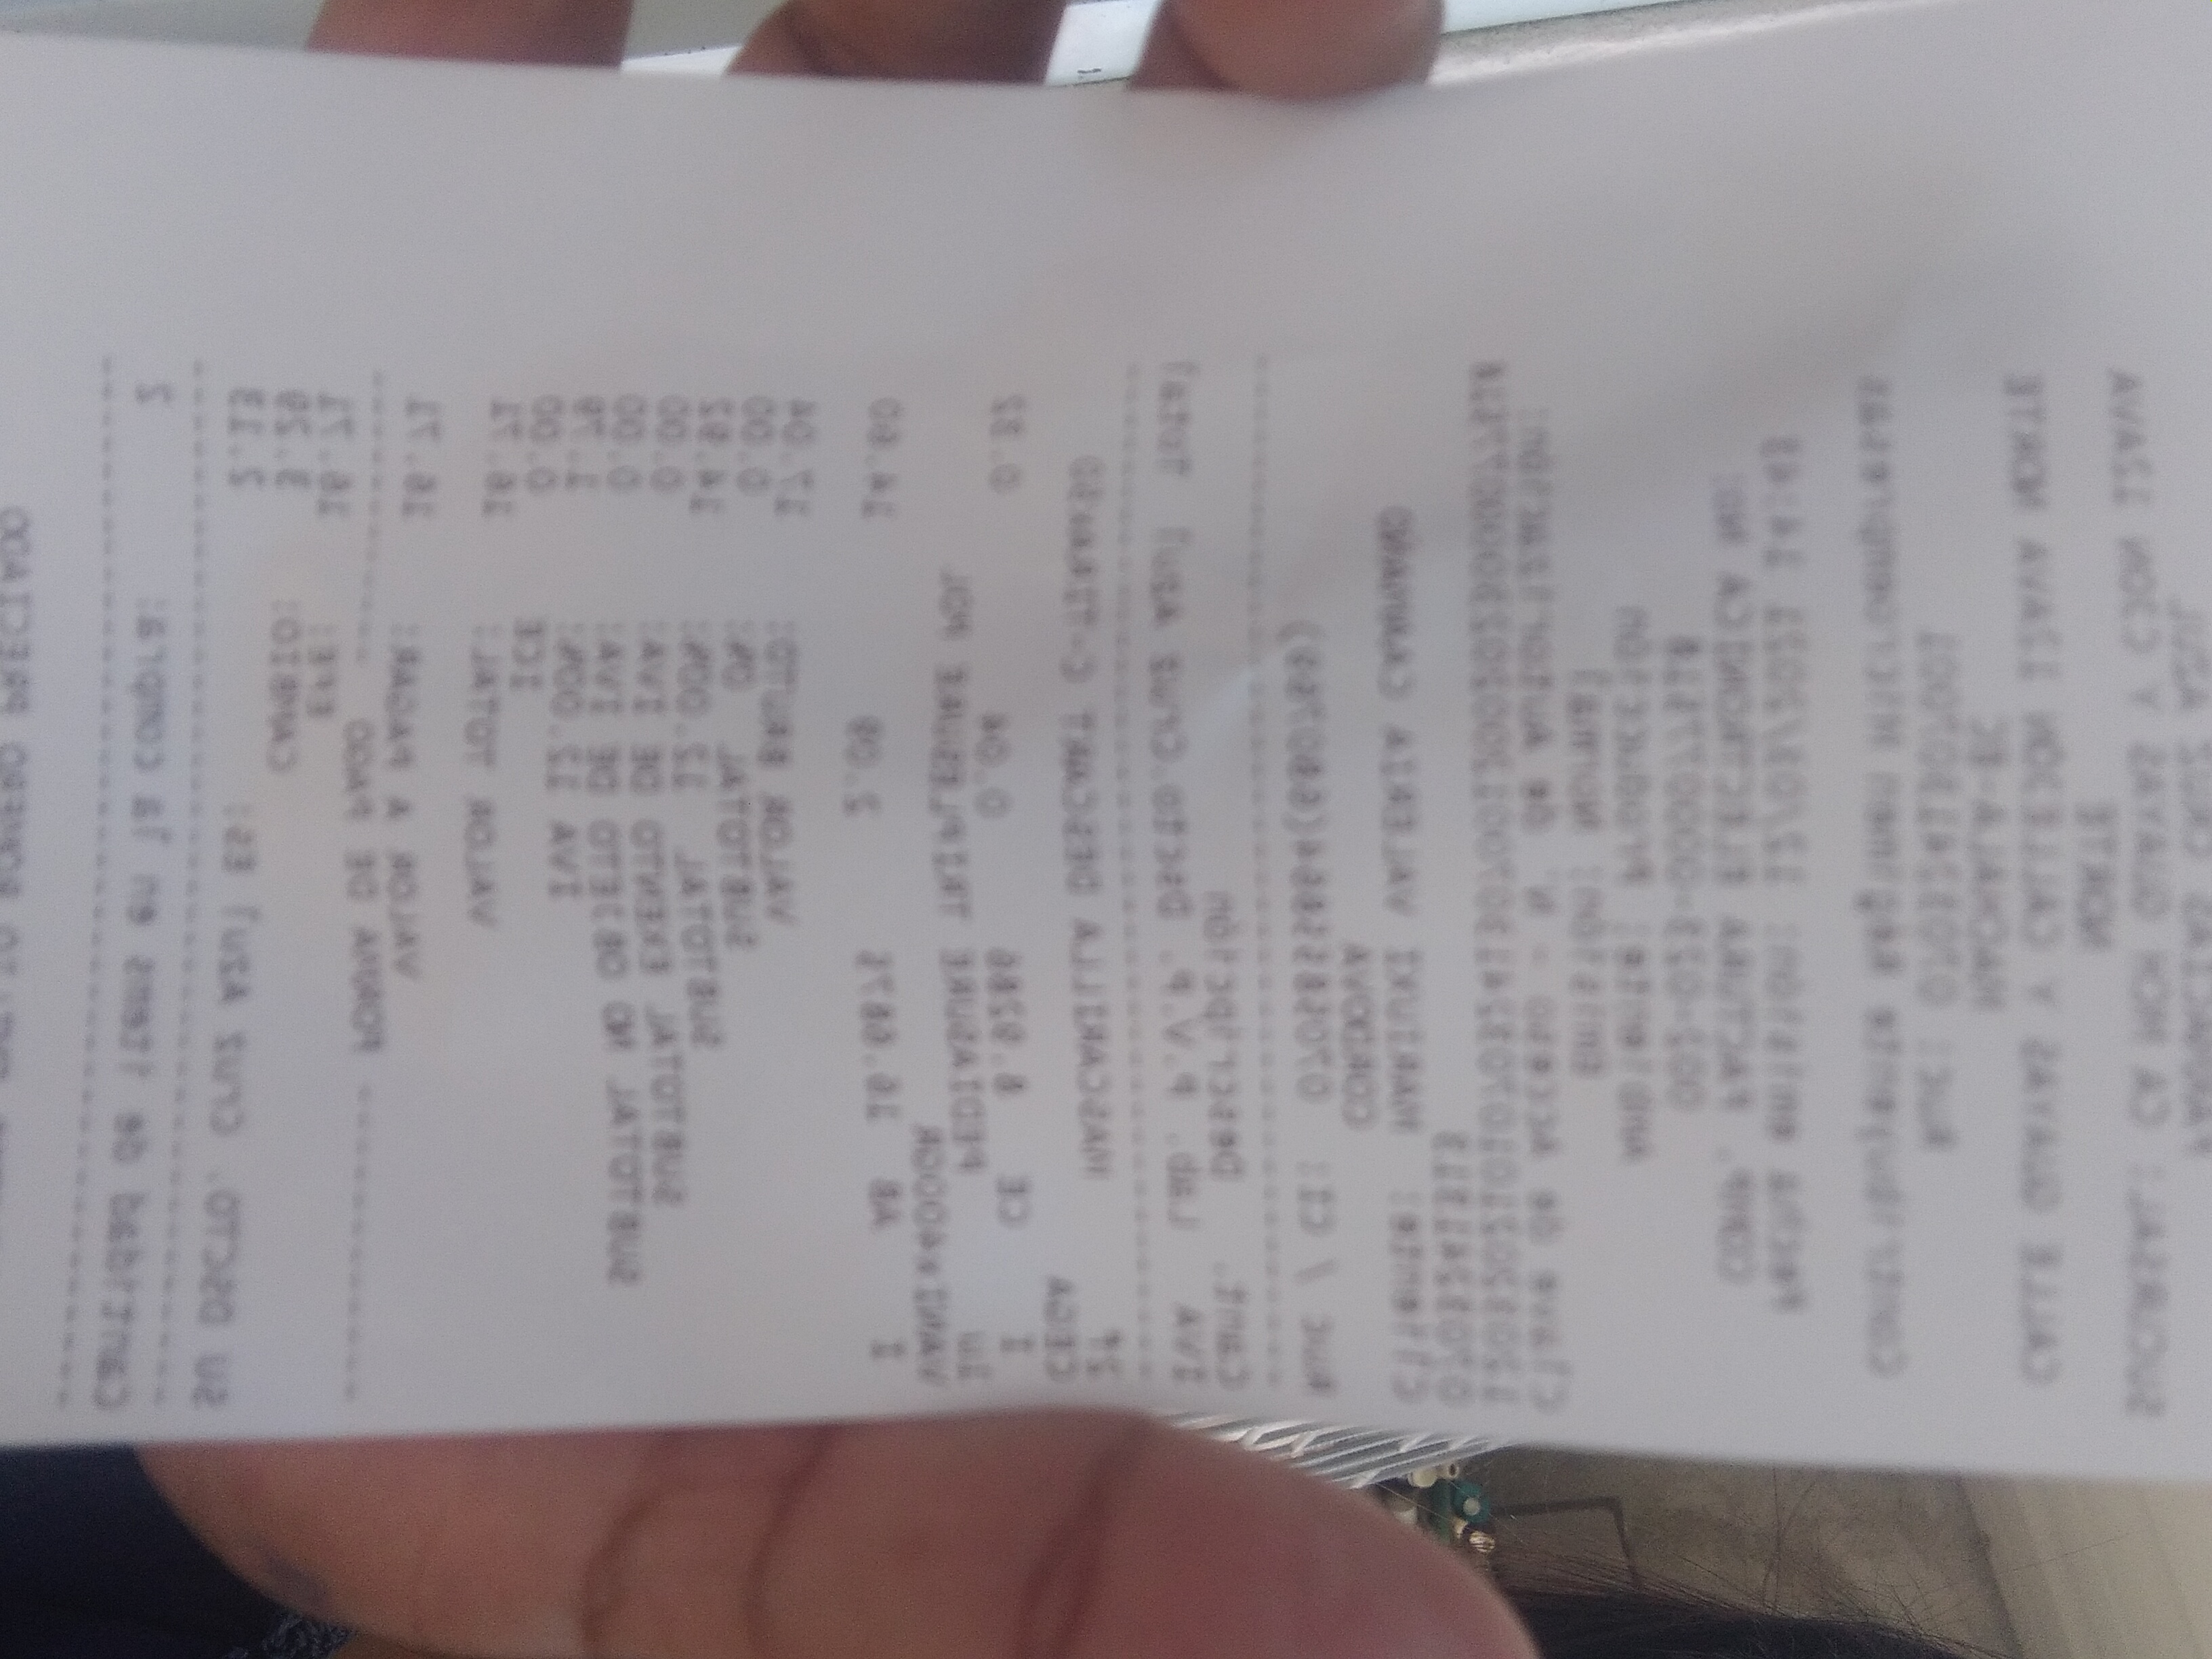 FARMACIAS CRUZ AZUL
SUCURSAL: CA MCH GUAYAS Y CJON 12AVA
NORTE
CALLE GUAYAS Y CALLEJÓN 12AVA NORTE
MACHALA-EC
Ruc: 0703241307001
Contribuyente Régimen Microempresas
Fecha emisión: 12/03/2021 14:43
COMP. FACTURA ELECTRONICA No:
002-023-000077518
Ambiente: Producción
Emisión: Normal
Clave de Acceso - N° de Autorización:
120320210107032413070012002023000077518
0703241313
Cliente: MARIUXI VALERIA CAAMAÑO
CORDOVA
Ruc / CI: 0705855864(680769)
Cant. Descripción
IVA Lab. P.V.P. Dscto.Cruz Azul Total
2f MASCARILLA DESCART C-TIRAX50
CEGA
I CE 8.9286 0.04 0.32
1u PEDIASURE TRIPLESURE POL
VANIx400GR
I AB 16.6875 2.09 14.60
VALOR BRUTO: 17.04
SUBTOTAL 0%: 0.00
SUBTOTAL 12.00%: 14.92
SUBTOTAL EXENTO DE IVA: 0.00
SUBTOTAL NO OBJETO DE IVA: 0.00
IVA 12.00%: 1.79
ICE 0.00
VALOR TOTAL: 16.71
VALOR A PAGAR: 16.71
FORMA DE PAGO
EFE: 16.71
CAMBIO: 3.29
SU DSCTO. Cruz Azul ES: 2.13
Cantidad de items en la compra: 2
ROMERO PRECIADO